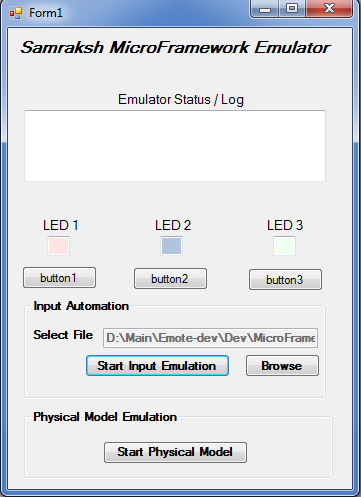 Form1
Samraksh MicroFramework Emulator
Emulator Status / Log
LED 1 LED 2 LED 3
button1 button2 button3
Input Automation
Select File D:\Main\Emote-dev\Dev\MicroFrame
Start Input Emulation Browse
Physical Model Emulation
Start Physical Model